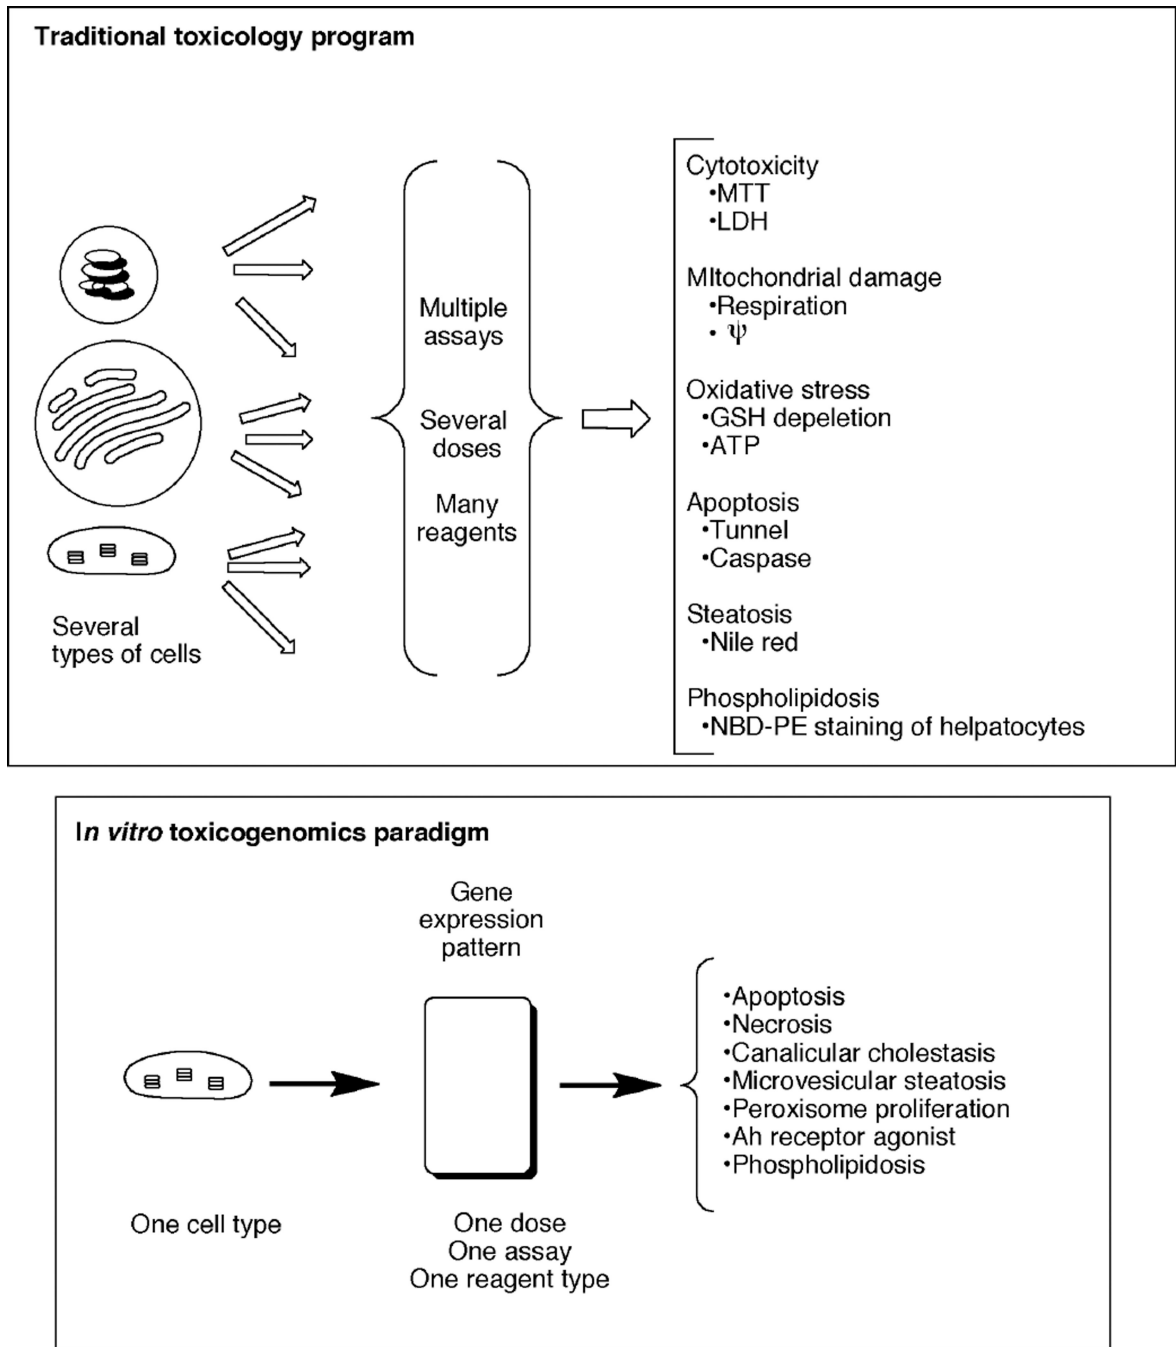 Traditional toxicology program
Several
types of cells
Multiple
assays
Several
doses
Many
reagents
Cytotoxicity
•MTT
•LDH
MItochondrial damage
•Respiration
• ψ
Oxidative stress
•GSH depeletion
•ATP
Apoptosis
•Tunnel
•Caspase
Steatosis
•Nile red
Phospholipidosis
•NBD-PE staining of helpatocytes
In vitro toxicogenomics paradigm
One cell type
Gene
expression
pattern
One dose
One assay
One reagent type
•Apoptosis
•Necrosis
•Canalicular cholestasis
•Microvesicular steatosis
•Peroxisome proliferation
•Ah receptor agonist
•Phospholipidosis